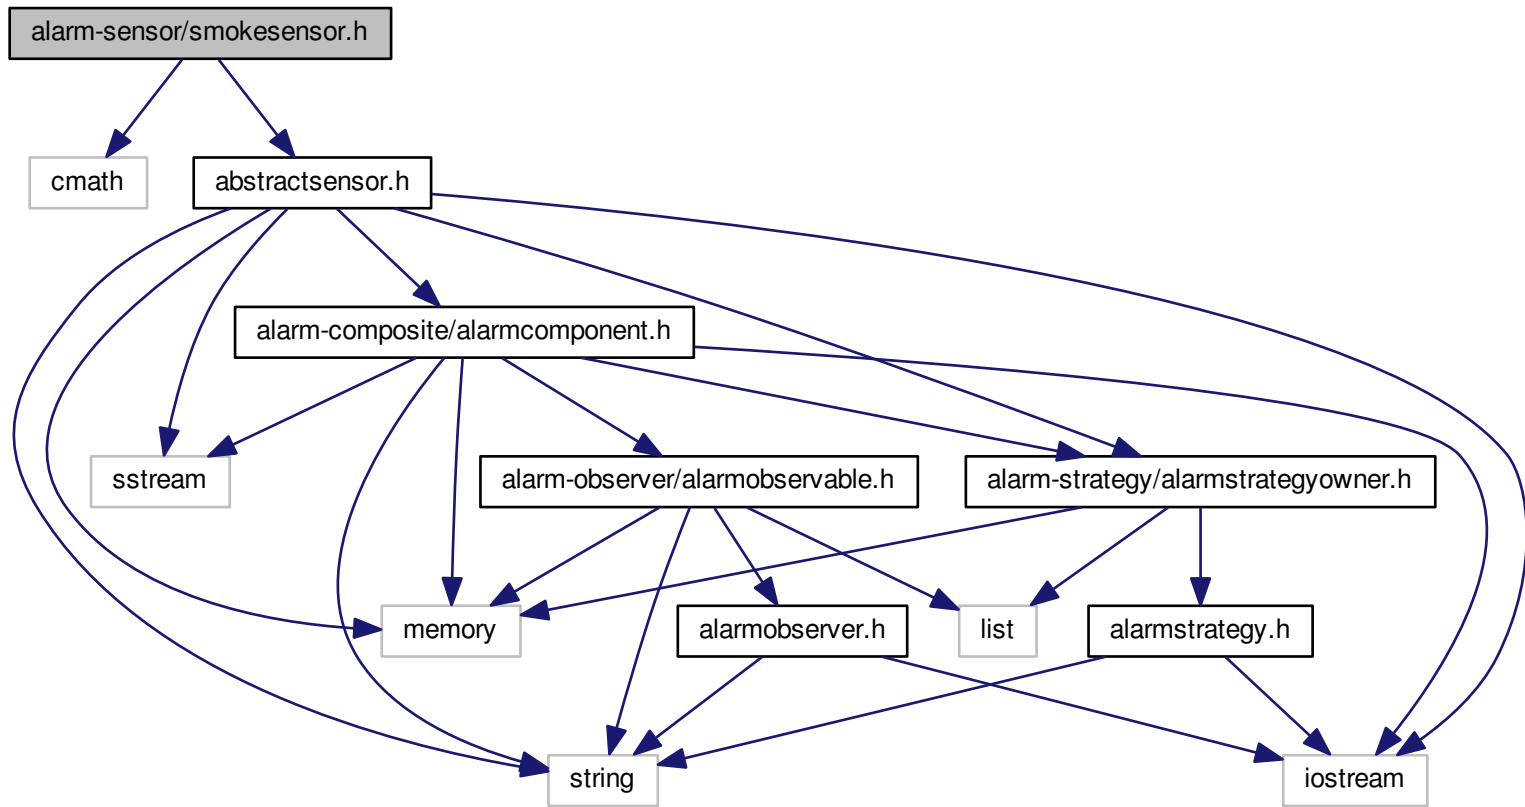 alarm-sensor/smokesensor.h
cmath
abstractsensor.h
alarm-composite/alarmcomponent.h
sstream
alarm-observer/alarmobservable.h
alarm-strategy/alarmstrategyowner.h
memory
alarmobserver.h
list
alarmstrategy.h
string
iostream